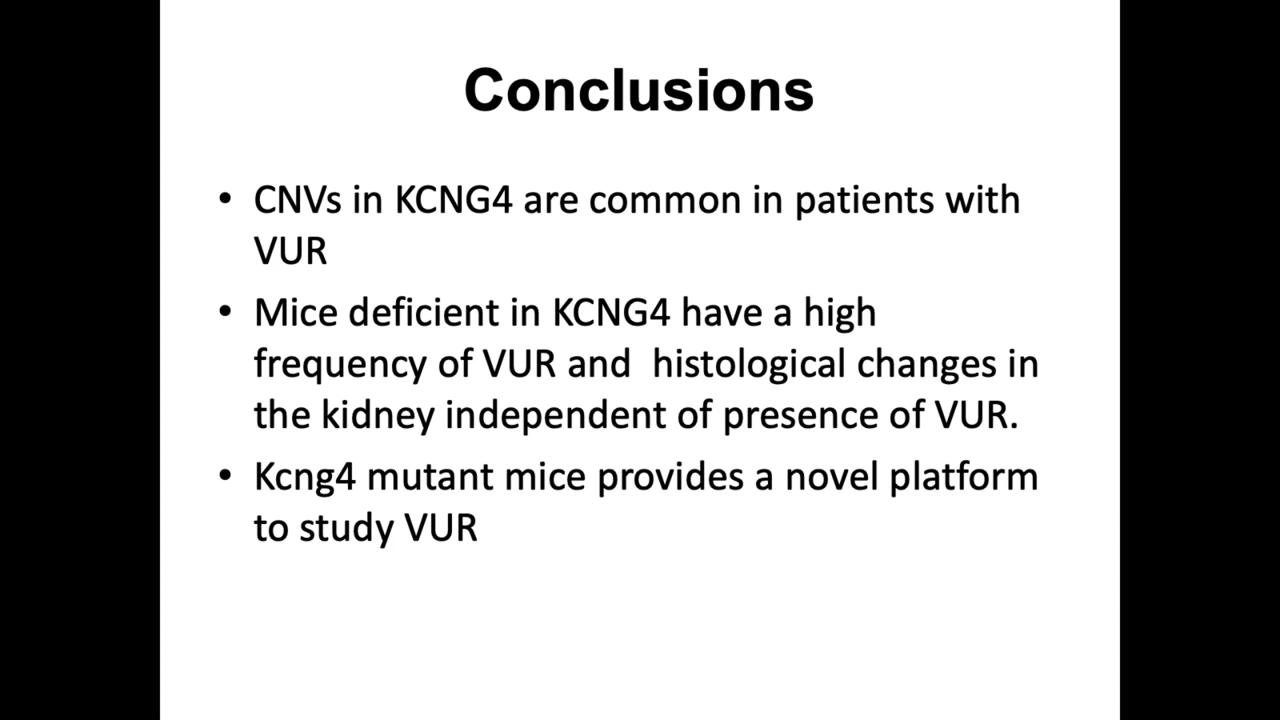 Conclusions
• CNVs in KCNG4 are common in patients with
VUR
• Mice deficient in KCNG4 have a high
frequency of VUR and  histological changes in
the kidney independent of presence of VUR.
• Kcng4 mutant mice provides a novel platform
to study VUR